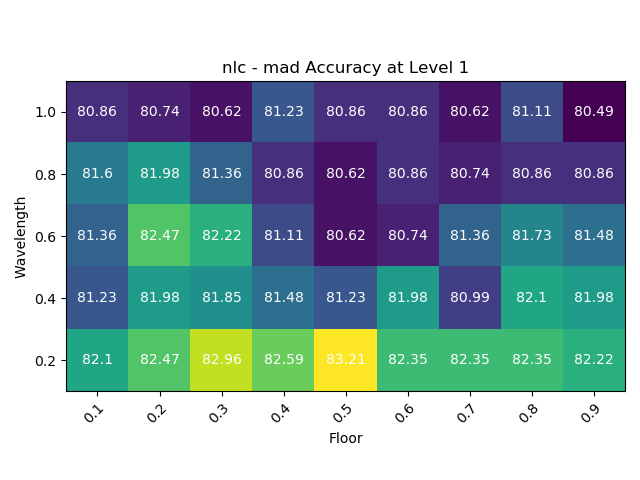 nlc - mad Accuracy at Level 1
Wavelength
1.0 80.86 80.74 80.62 81.23 80.86 80.86 80.62 81.11 80.49
0.8 81.6 81.98 81.36 80.86 80.62 80.86 80.74 80.86 80.86
0.6 81.36 82.47 82.22 81.11 80.62 80.74 81.36 81.73 81.48
0.4 81.23 81.98 81.85 81.48 81.23 81.98 80.99 82.1 81.98
0.2 82.1 82.47 82.96 82.59 83.21 82.35 82.35 82.35 82.22
0.1 0.2 0.3 0.4 0.5 0.6 0.7 0.8 0.9
Floor